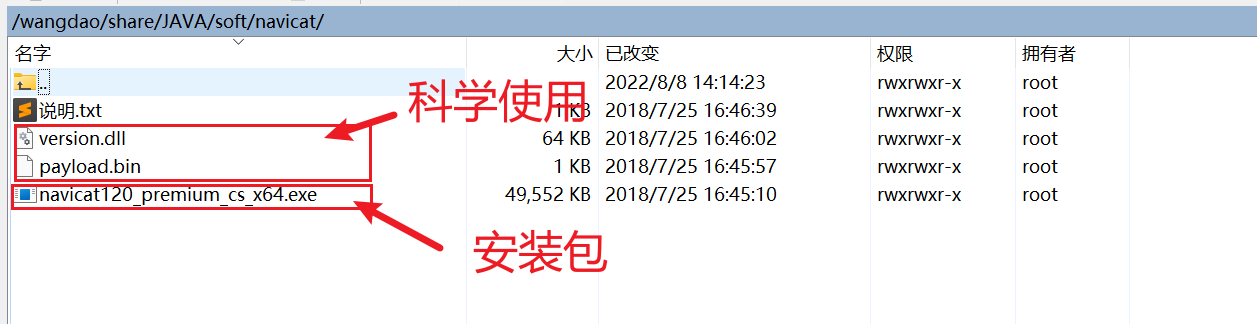 /wangdao/share/JAVA/soft/navicat/
名字 大小 已改变 权限 拥有者
.. 2022/8/8 14:14:23 rwxrwxr-x root
说明.txt 1 KB 2018/7/25 16:46:39 rwxrwxr-x root
科学使用
version.dll 64 KB 2018/7/25 16:46:02 rwxrwxr-x root
payload.bin 1 KB 2018/7/25 16:45:57 rwxrwxr-x root
navicat120_premium_cs_x64.exe 49,552 KB 2018/7/25 16:45:10 rwxrwxr-x root
安装包